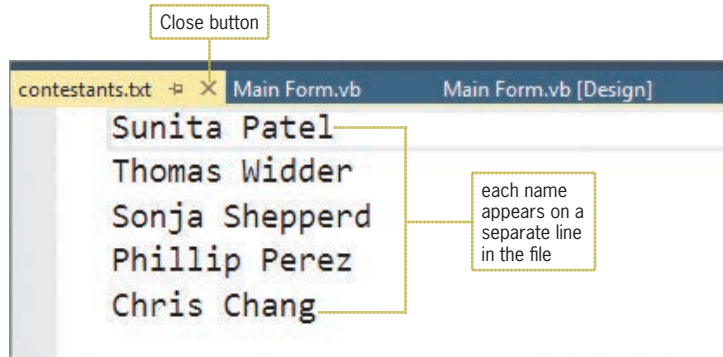 Close button
contestants.txt Main Form.vb Main Form.vb [Design]
Sunita Patel
Thomas Widder
Sonja Shepperd
Phillip Perez
Chris Chang
each name
appears on a
separate line
in the file